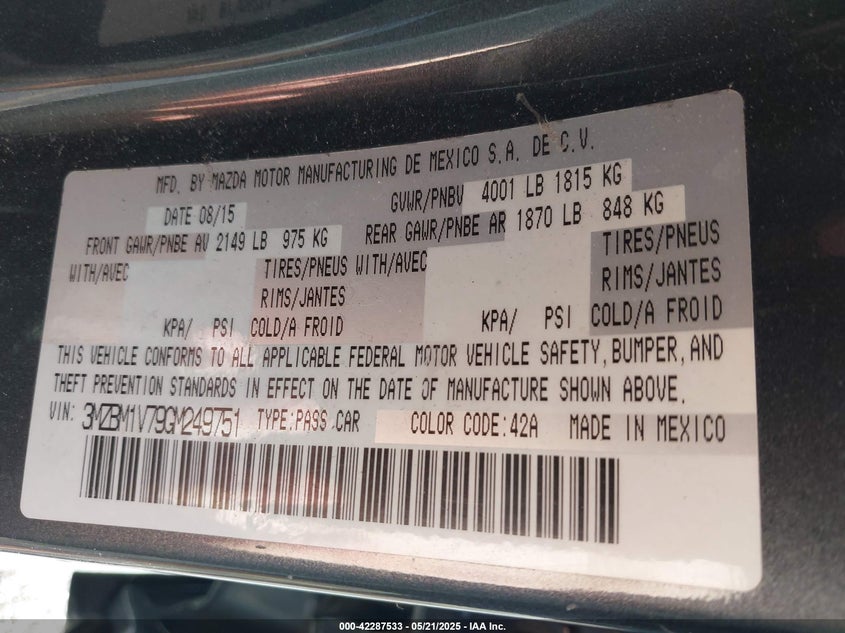 MFD. BY MAZDA MOTOR MANUFACTURING DE MEXICO S.A. DE C.V.
DATE 08/15 GVWR/PNBV 4001 LB 1815 KG
FRONT GAWR/PNBE AV 2149 LB 975 KG REAR GAWR/PNBE AR 1870 LB 848 KG
WITH/AVEC TIRES/PNEUS WITH/AVEC TIRES/PNEUS
RIMS/JANTES RIMS/JANTES
KPA/ PSI COLD/A FROID KPA/ PSI COLD/A FROID
THIS VEHICLE CONFORMS TO ALL APPLICABLE FEDERAL MOTOR VEHICLE SAFETY, BUMPER, AND
THEFT PREVENTION STANDARDS IN EFFECT ON THE DATE OF MANUFACTURE SHOWN ABOVE.
VIN: 3MZBM1V79GM249751 TYPE:PASS CAR COLOR CODE:42A MADE IN MEXICO
000-42287533 - 05/21/2025 - IAA Inc.